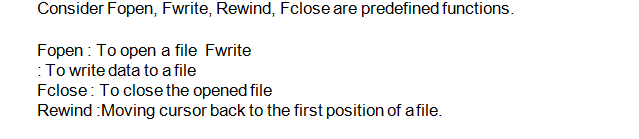 Consider Fopen, Fwrite, Rewind, Fclose are predefined functions.
Fopen : To open a file  Fwrite
: To write data to a file
Fclose : To close the opened file
Rewind :Moving cursor back to the first position of a file.